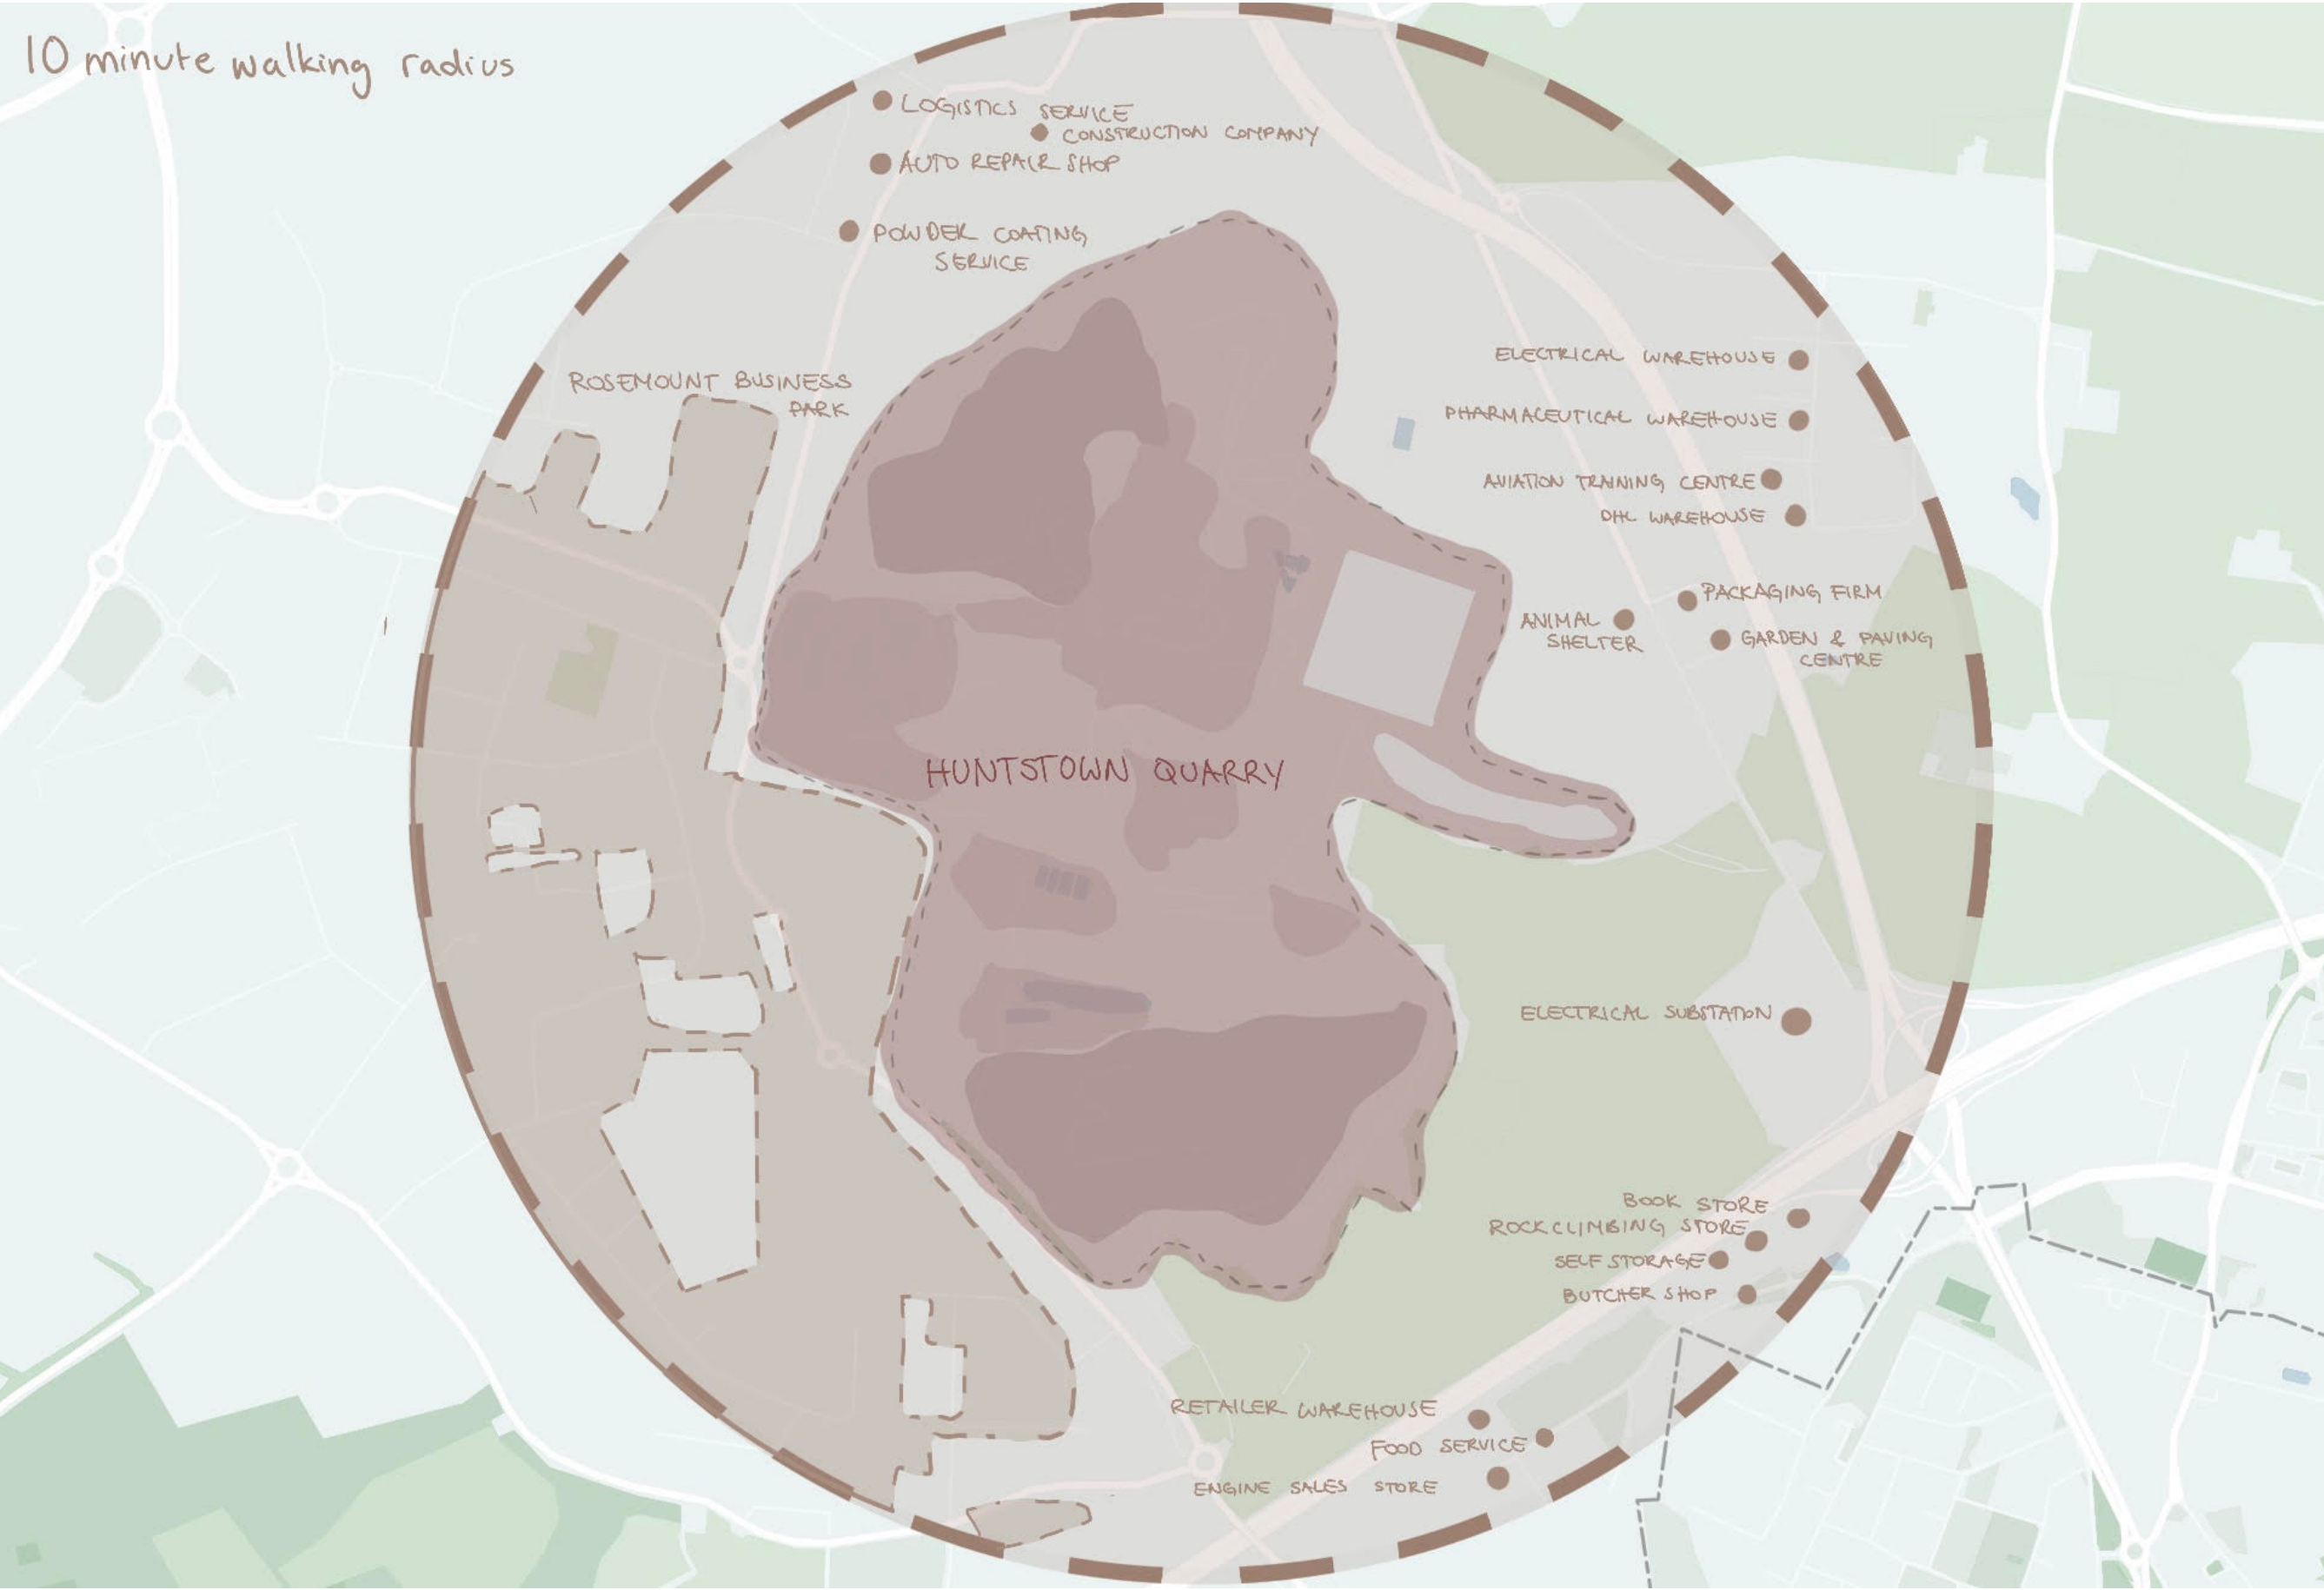 10 minute walking radius
LOGISTICS SERVICE
CONSTRUCTION COMPANY
AUTO REPAIR SHOP
POWDER COATING
SERVICE
ROSEMOUNT BUSINESS
PARK
ELECTRICAL WAREHOUSE
PHARMACEUTICAL WAREHOUSE
AVIATION TRAINING CENTRE
DHL WAREHOUSE
PACKAGING FIRM
ANIMAL
SHELTER
GARDEN & PAVING
CENTRE
HUNTSTOWN QUARRY
ELECTRICAL SUBSTATION
BOOK STORE
ROCKCLIMBING STORE
SELF STORAGE
BUTCHER SHOP
RETAILER WAREHOUSE
FOOD SERVICE
ENGINE SALES STORE